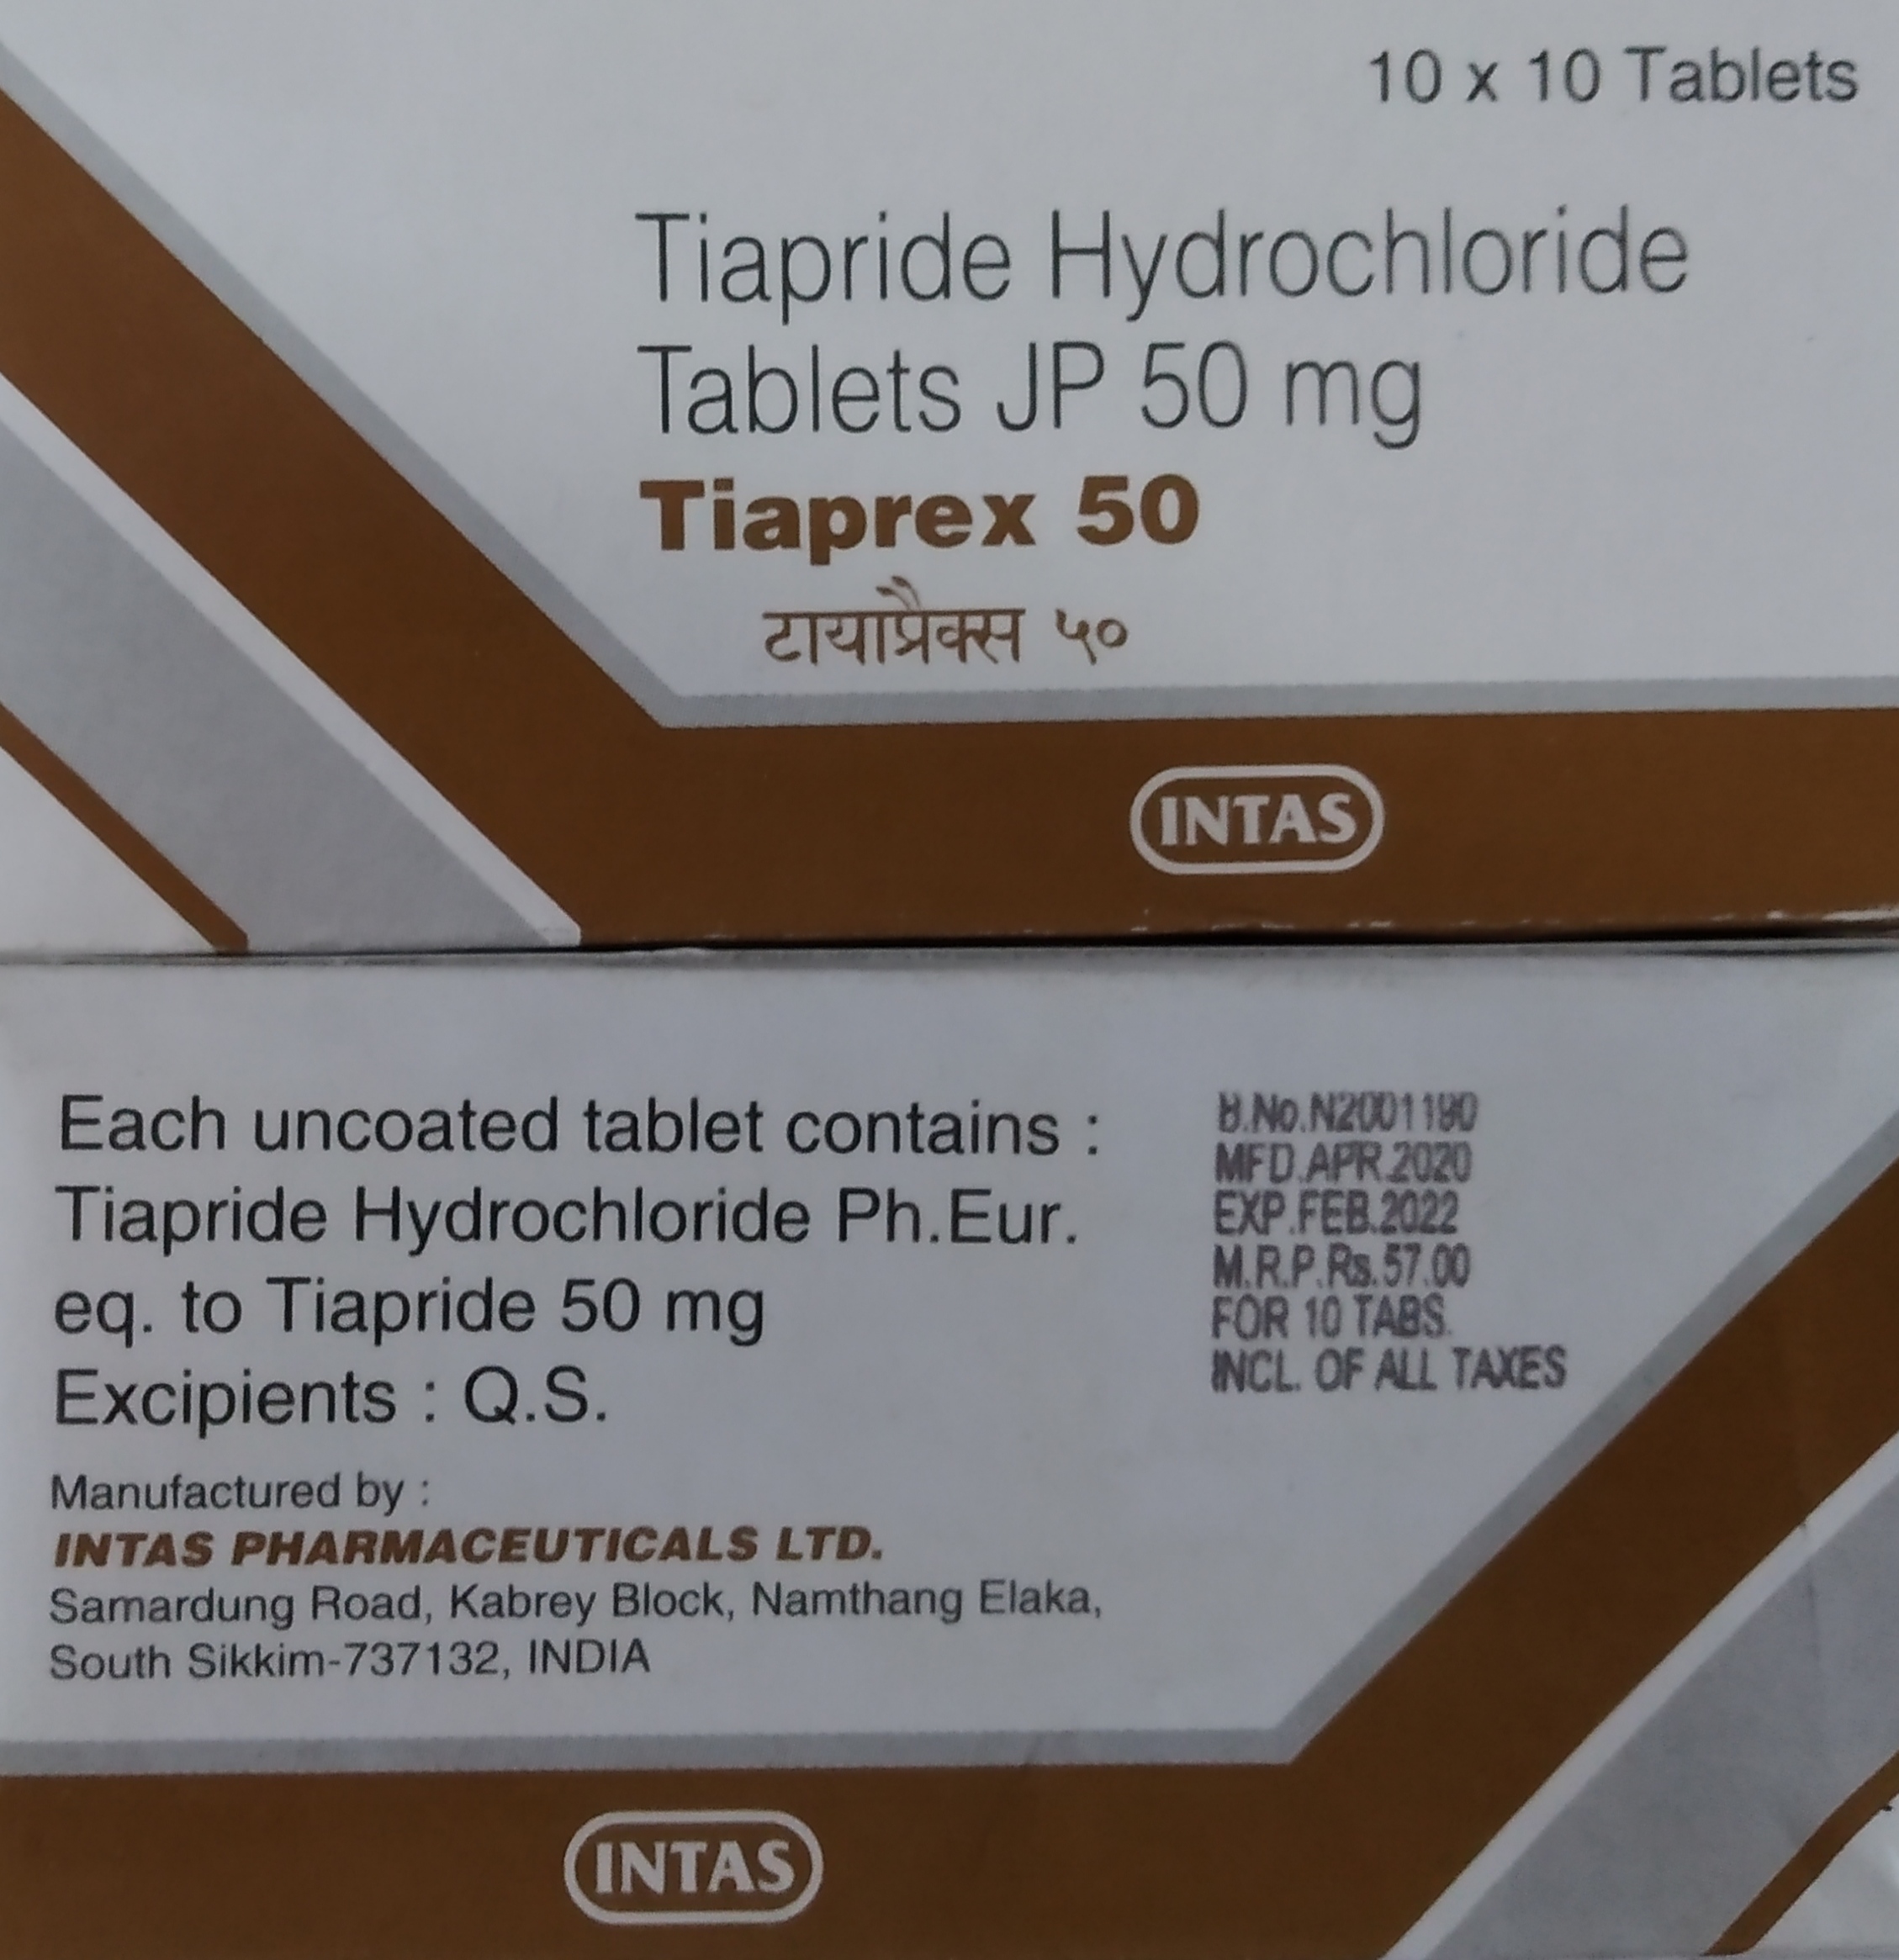 10 x 10 Tablets
Tiapride Hydrochloride
Tablets JP 50 mg
Tiaprex 50
टायाप्रैक्स ५०
INTAS
Each uncoated tablet contains :
Tiapride Hydrochloride Ph.Eur.
eq. to Tiapride 50 mg
Excipients : Q.S.
B.No.N2001190
MFD.APR.2020
EXP.FEB.2022
M.R.P.Rs.57.00
FOR 10 TABS.
INCL. OF ALL TAXES
Manufactured by :
INTAS PHARMACEUTICALS LTD.
Samardung Road, Kabrey Block, Namthang Elaka,
South Sikkim-737132, INDIA
INTAS